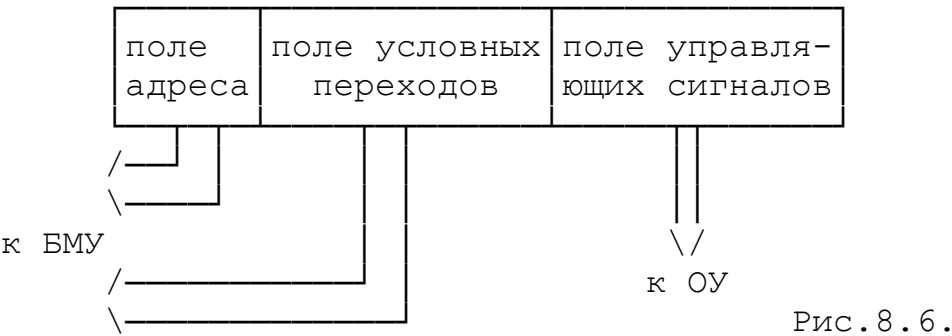 поле поле условных поле управля-
адреса переходов ющих сигналов
к БМУ
к ОУ
Рис.8.6.